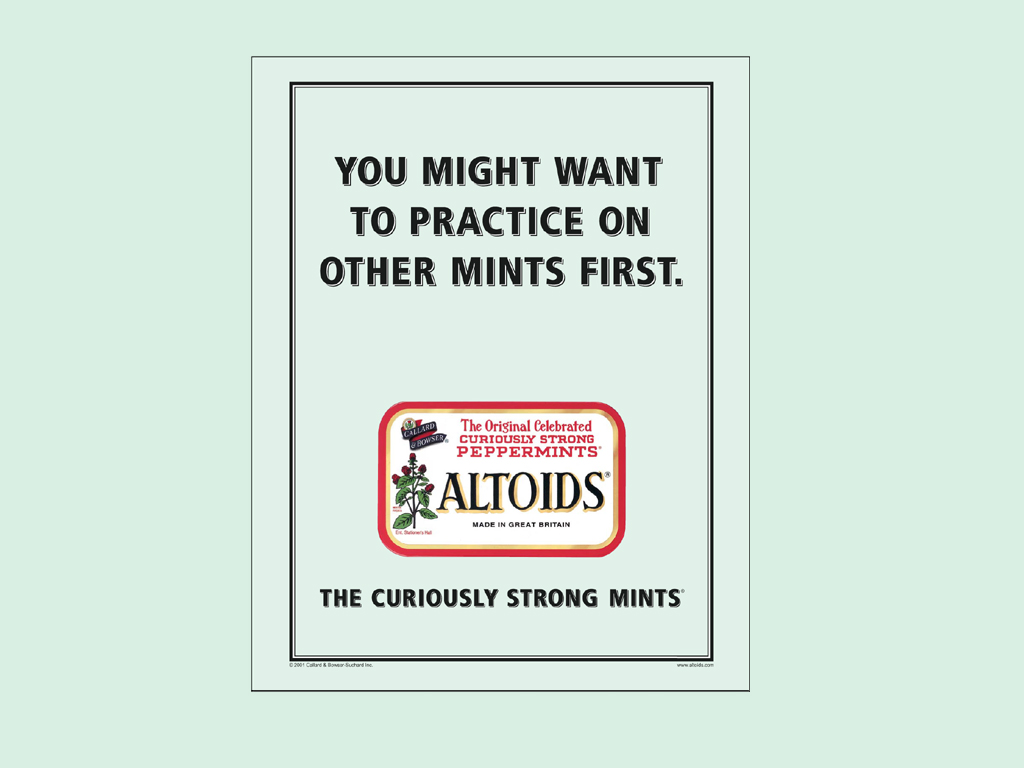 YOU MIGHT WANT
TO PRACTICE ON
OTHER MINTS FIRST.
CALLARD
& BOWSER®
The Original Celebrated
CURIOUSLY STRONG
PEPPERMINTS®
ALTOIDS®
MADE IN GREAT BRITAIN
Ent. Stationer's Hall
THE CURIOUSLY STRONG MINTS®
© 2001 Callard & Bowser-Suchard Inc.
www.altoids.com